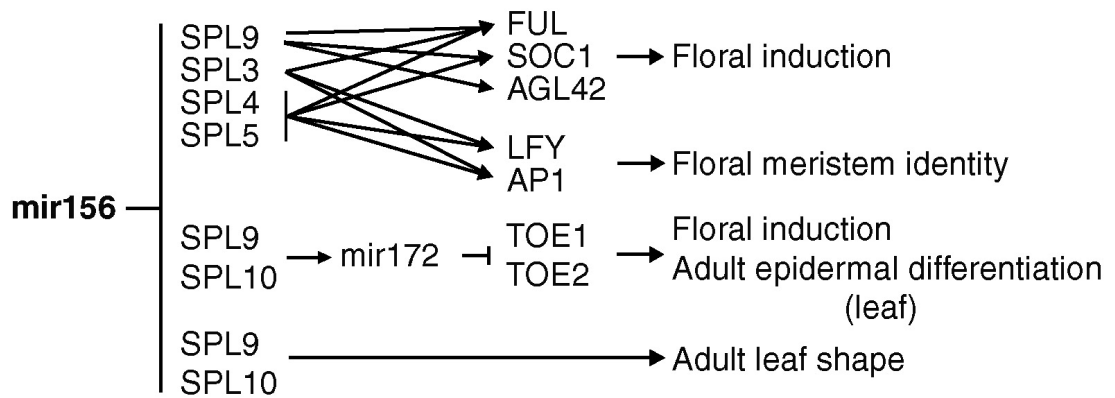 mir156
SPL9
SPL3
SPL4
SPL5
FUL
SOC1
AGL42
Floral induction
LFY
AP1
Floral meristem identity
SPL9
SPL10
mir172
TOE1
TOE2
Floral induction
Adult epidermal differentiation
(leaf)
SPL9
SPL10
Adult leaf shape